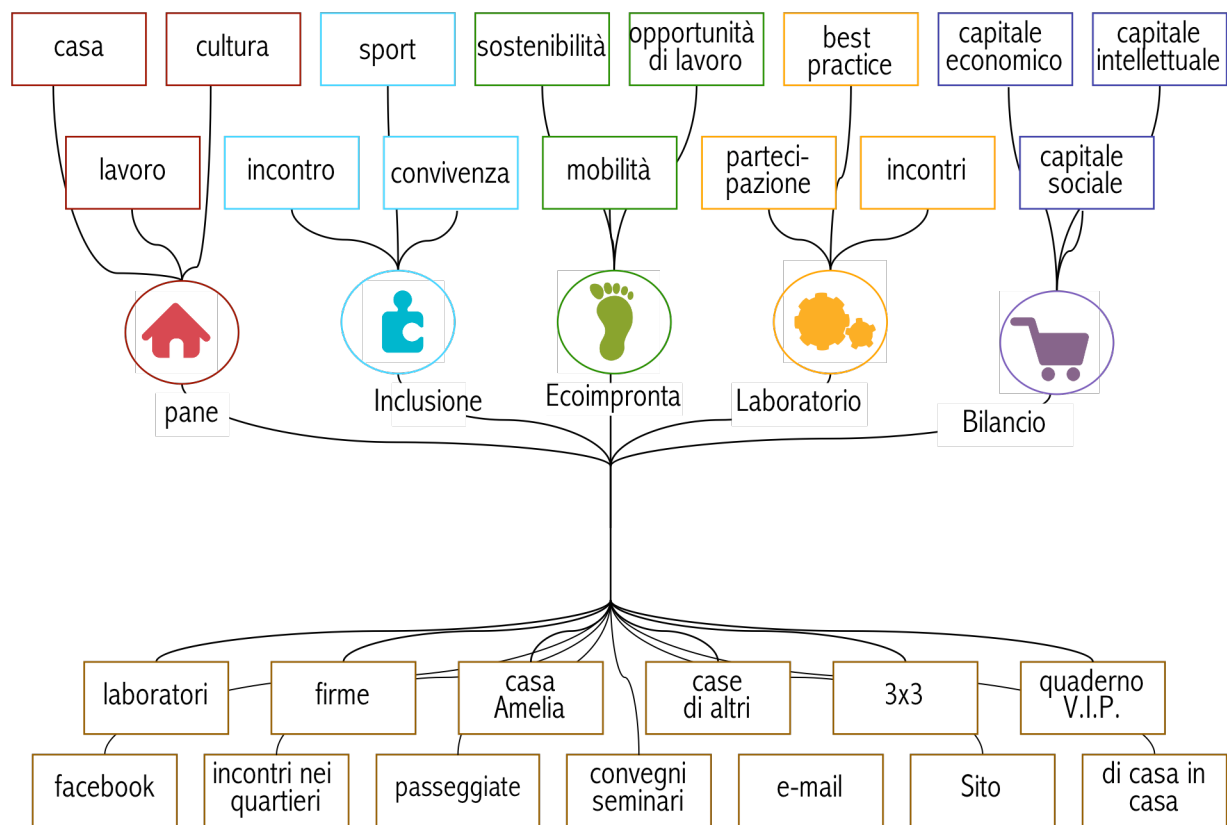 casa
cultura
sport
sostenibilità
opportunità
di lavoro
best
practice
capitale
economico
capitale
intellettuale
lavoro
incontro
convivenza
mobilità
parteci-
pazione
incontri
capitale
sociale
pane
Inclusione
Ecoimpronta
Laboratorio
Bilancio
laboratori
firme
casa
Amelia
case
di altri
3x3
quaderno
V.I.P.
facebook
incontri nei
quartieri
passeggiate
convegni
seminari
e-mail
Sito
di casa in
casa